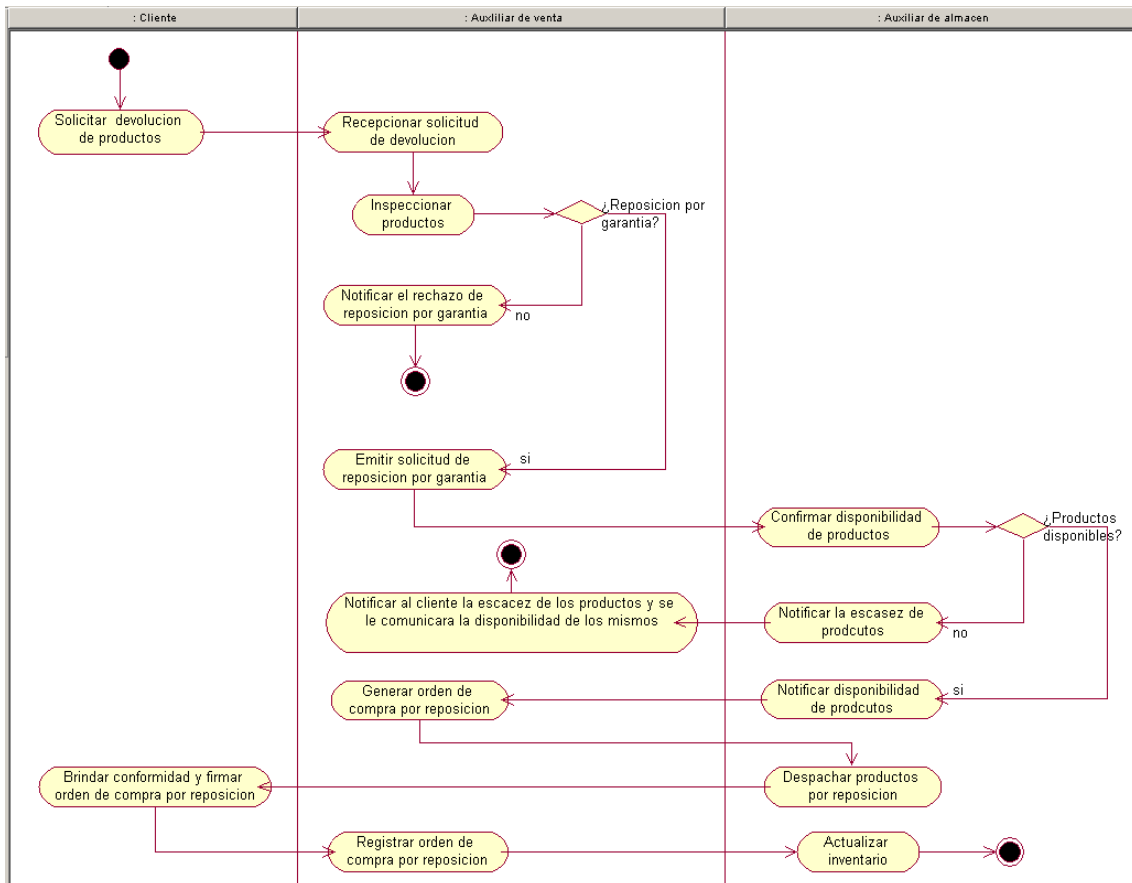 : Cliente
: Auxliliar de venta
: Auxiliar de almacen
Solicitar devolucion
de productos
Recepcionar solicitud
de devolucion
Inspeccionar
productos
¿Reposicion por
garantia?
Notificar el rechazo de
reposicion por garantia
no
Emitir solicitud de
reposicion por garantia
si
Confirmar disponibilidad
de productos
¿Productos
disponibles?
Notificar al cliente la escacez de los productos y se
le comunicara la disponibilidad de los mismos
Notificar la escasez de
prodcutos
no
Generar orden de
compra por reposicion
Notificar disponibilidad
de prodcutos
si
Brindar conformidad y firmar
orden de compra por reposicion
Despachar productos
por reposicion
Registrar orden de
compra por reposicion
Actualizar
inventario